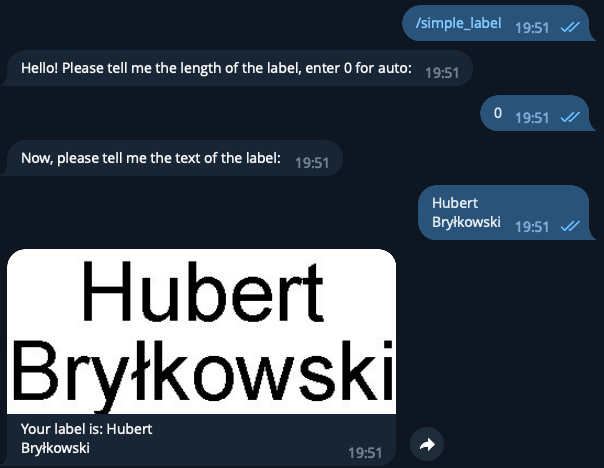 /simple_label 19:51
Hello! Please tell me the length of the label, enter 0 for auto: 19:51
0 19:51
Now, please tell me the text of the label: 19:51
Hubert
Bryłkowski 19:51
Hubert
Bryłkowski
Your label is: Hubert
Bryłkowski 19:51